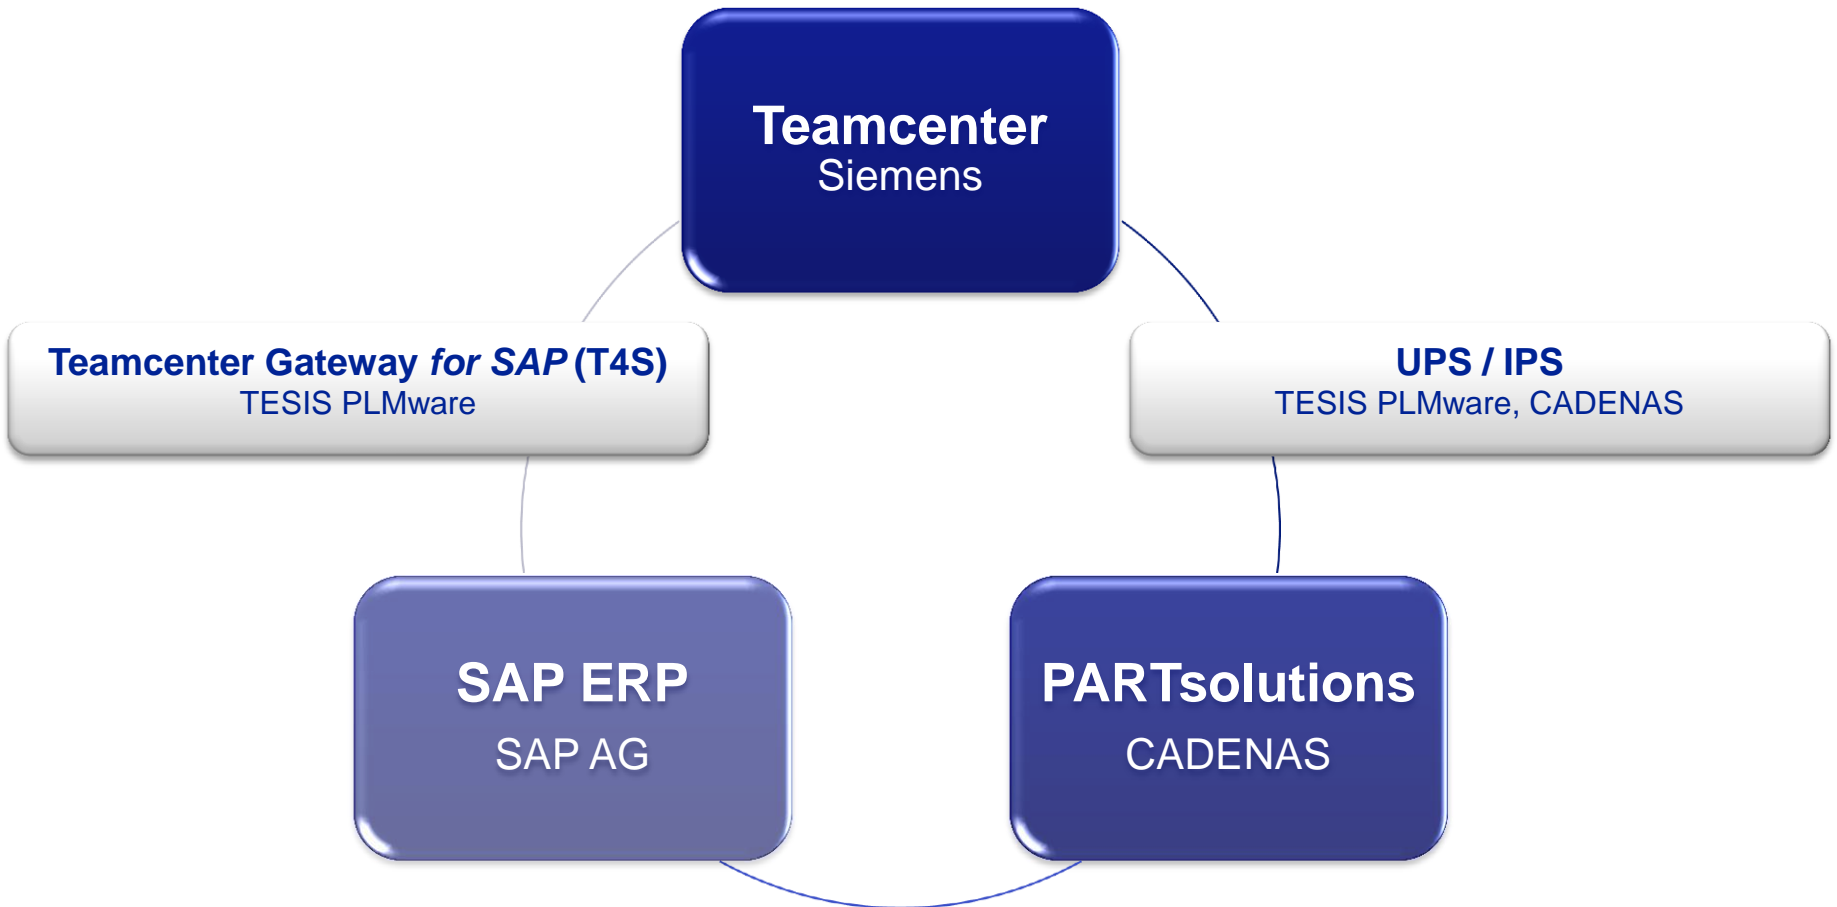 Teamcenter
Siemens
Teamcenter Gateway for SAP (T4S)
TESIS PLMware
UPS / IPS
TESIS PLMware, CADENAS
SAP ERP
SAP AG
PARTsolutions
CADENAS